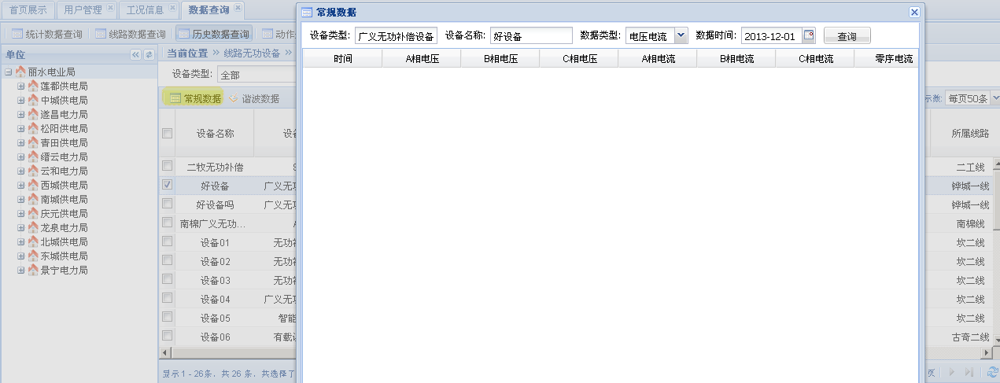 首页展示 用户管理 工况信息 数据查询
统计数据查询 线路数据查询 历史数据查询 动作
单位
丽水电业局
莲都供电局
中城供电局
遂昌电力局
松阳供电局
青田供电局
缙云电力局
云和电力局
西城供电局
南城供电局
庆元供电局
龙泉电力局
北城供电局
东城供电局
景宁电力局
当前位置 >> 线路无功设备 >>
设备类型: 全部
常规数据 谐波数据
示数: 每页50条
设备名称 设备 所属线路
二牧无功补偿 二工线
好设备 广义无功 铧城一线
好设备吗 广义无功 铧城一线
南棉广义无功... 南棉线
设备01 无功补 坎二线
设备02 无功补 坎二线
设备03 无功补 坎二线
设备04 广义无功 坎二线
设备05 智能 坎二线
设备06 有载调 古奇二线
显示 1 - 26条，共 26 条，共选择了
页
常规数据
设备类型: 广义无功补偿设备 设备名称: 好设备 数据类型: 电压电流 数据时间: 2013-12-01 查询
时间 A相电压 B相电压 C相电压 A相电流 B相电流 C相电流 零序电流